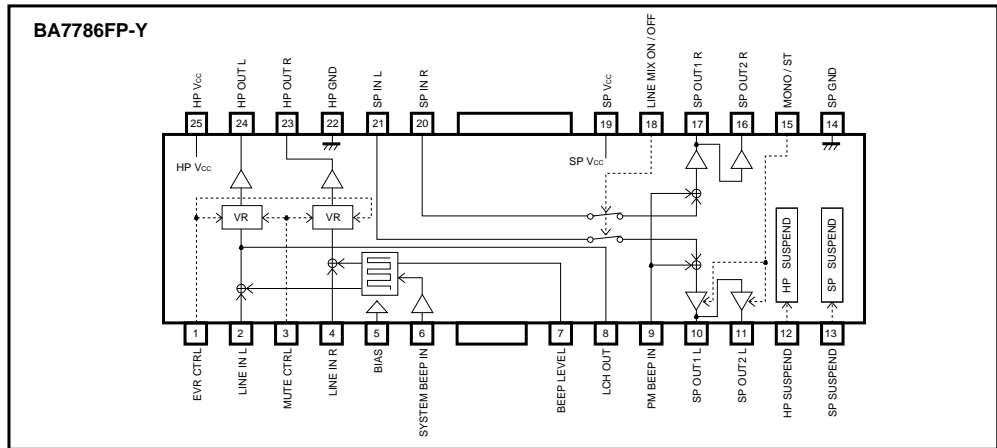 BA7786FP-Y
HP Vcc
HP OUT L
HP OUT R
HP GND
SP IN L
SP IN R
SP Vcc
LINE MIX ON / OFF
SP OUT1 R
SP OUT2 R
MONO / ST
SP GND
25
24
23
22
21
20
19
18
17
16
15
14
HP Vcc
SP Vcc
VR
VR
HP SUSPEND
SP SUSPEND
1
2
3
4
5
6
7
8
9
10
11
12
13
EVR CTRL
LINE IN L
MUTE CTRL
LINE IN R
BIAS
SYSTEM BEEP IN
BEEP LEVEL
LCH OUT
PM BEEP IN
SP OUT1 L
SP OUT2 L
HP SUSPEND
SP SUSPEND